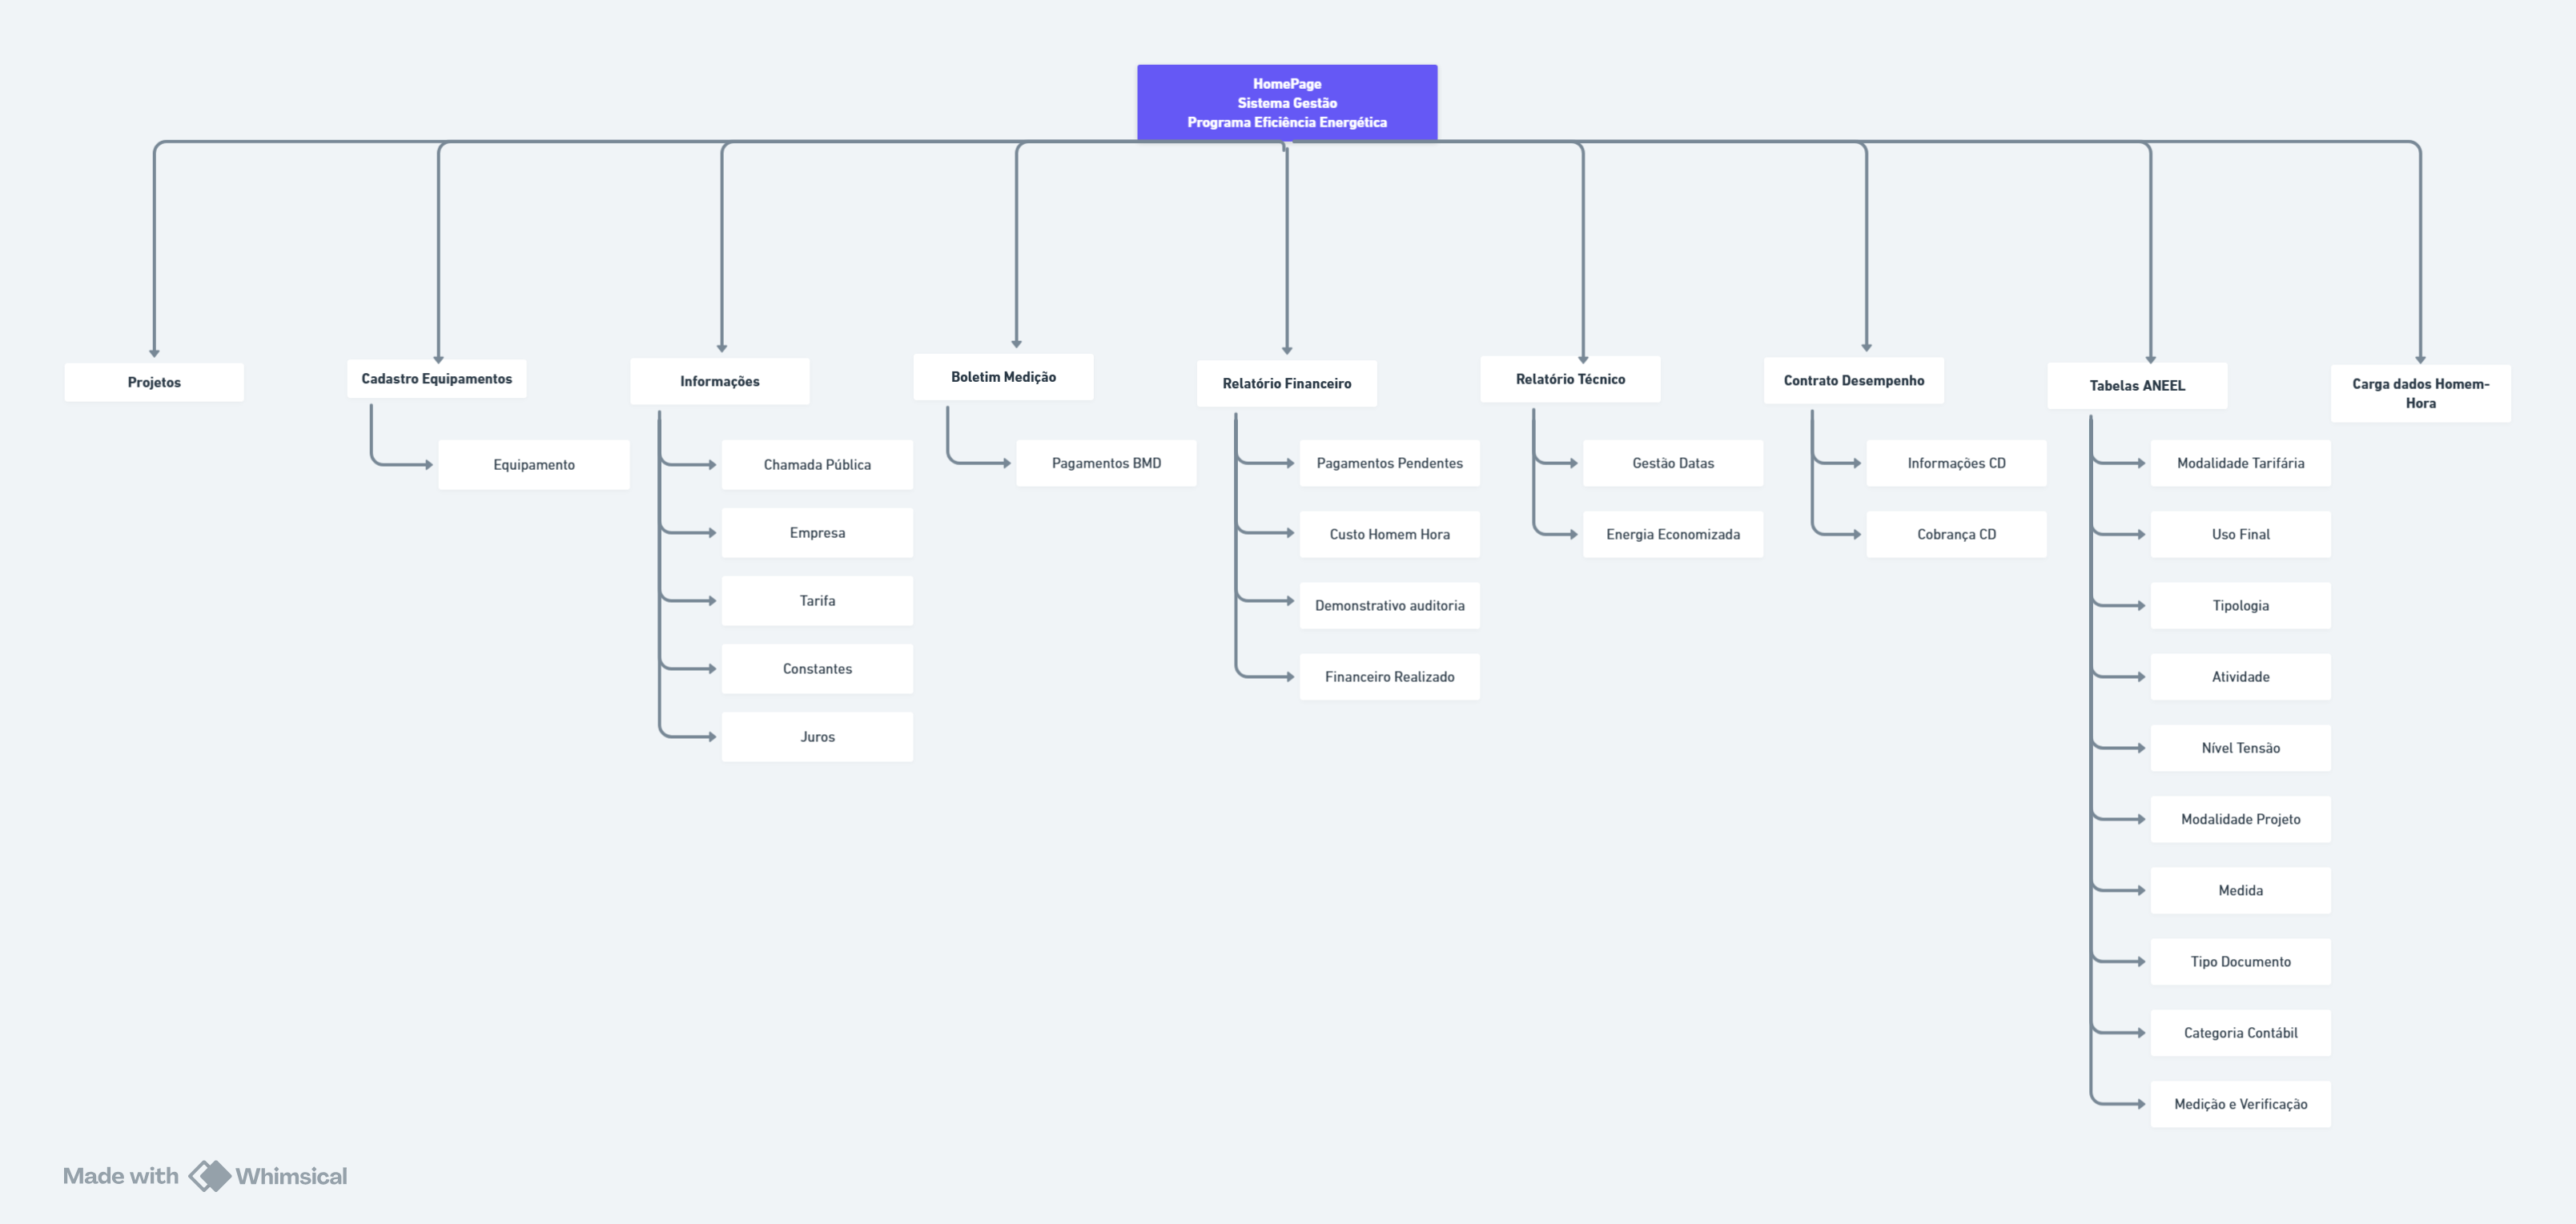 HomePage
Sistema Gestão
Programa Eficiência Energética
Projetos
Cadastro Equipamentos
Equipamento
Informações
Chamada Pública
Empresa
Tarifa
Constantes
Juros
Boletim Medição
Pagamentos BMD
Relatório Financeiro
Pagamentos Pendentes
Custo Homem Hora
Demonstrativo auditoria
Financeiro Realizado
Relatório Técnico
Gestão Datas
Energia Economizada
Contrato Desempenho
Informações CD
Cobrança CD
Tabelas ANEEL
Modalidade Tarifária
Uso Final
Tipologia
Atividade
Nível Tensão
Modalidade Projeto
Medida
Tipo Documento
Categoria Contábil
Medição e Verificação
Carga dados Homem-
Hora
Made with Whimsical